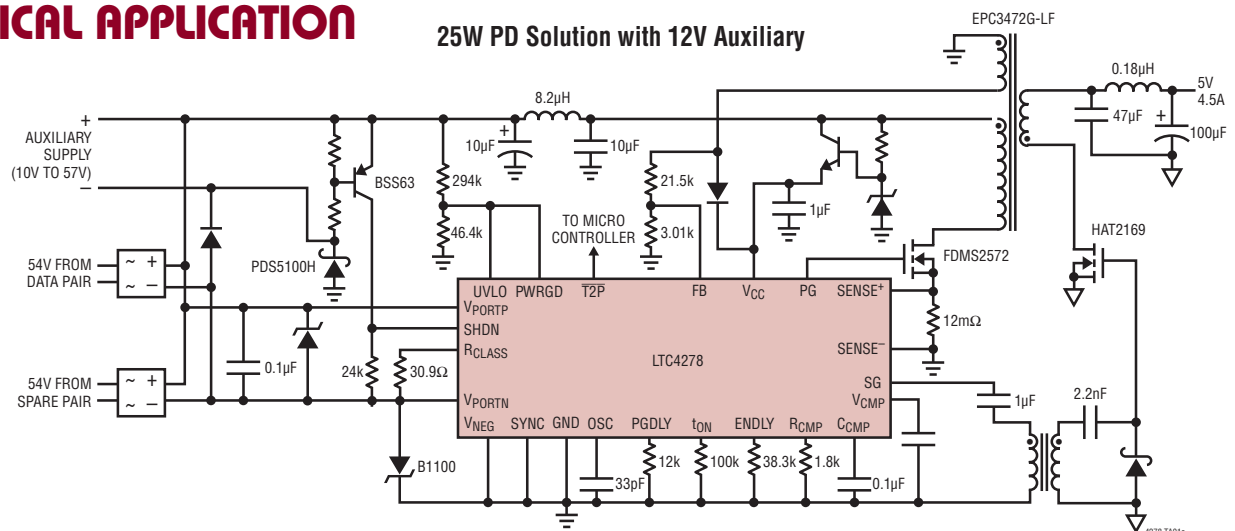 ICAL APPLICATION
25W PD Solution with 12V Auxiliary
EPC3472G-LF
+
AUXILIARY
SUPPLY
(10V TO 57V)
−
8.2µH
0.18µH
5V
4.5A
10µF
+
10µF
47µF
+
100µF
BSS63
294k
46.4k
21.5k
3.01k
1µF
TO MICRO
CONTROLLER
PDS5100H
FDMS2572
HAT2169
54V FROM
DATA PAIR
~ +
~ −
UVLO PWRGD T2P FB VCC PG SENSE+
VPORTP
SHDN
RCLASS
LTC4278
12mΩ
SENSE−
0.1µF
24k
30.9Ω
54V FROM
SPARE PAIR
~ +
~ −
SG
VCMP
1µF
2.2nF
VPORTN
VNEG SYNC GND OSC PGDLY tON ENDLY RCMP CCMP
B1100
33pF
12k
100k
38.3k
1.8k
0.1µF